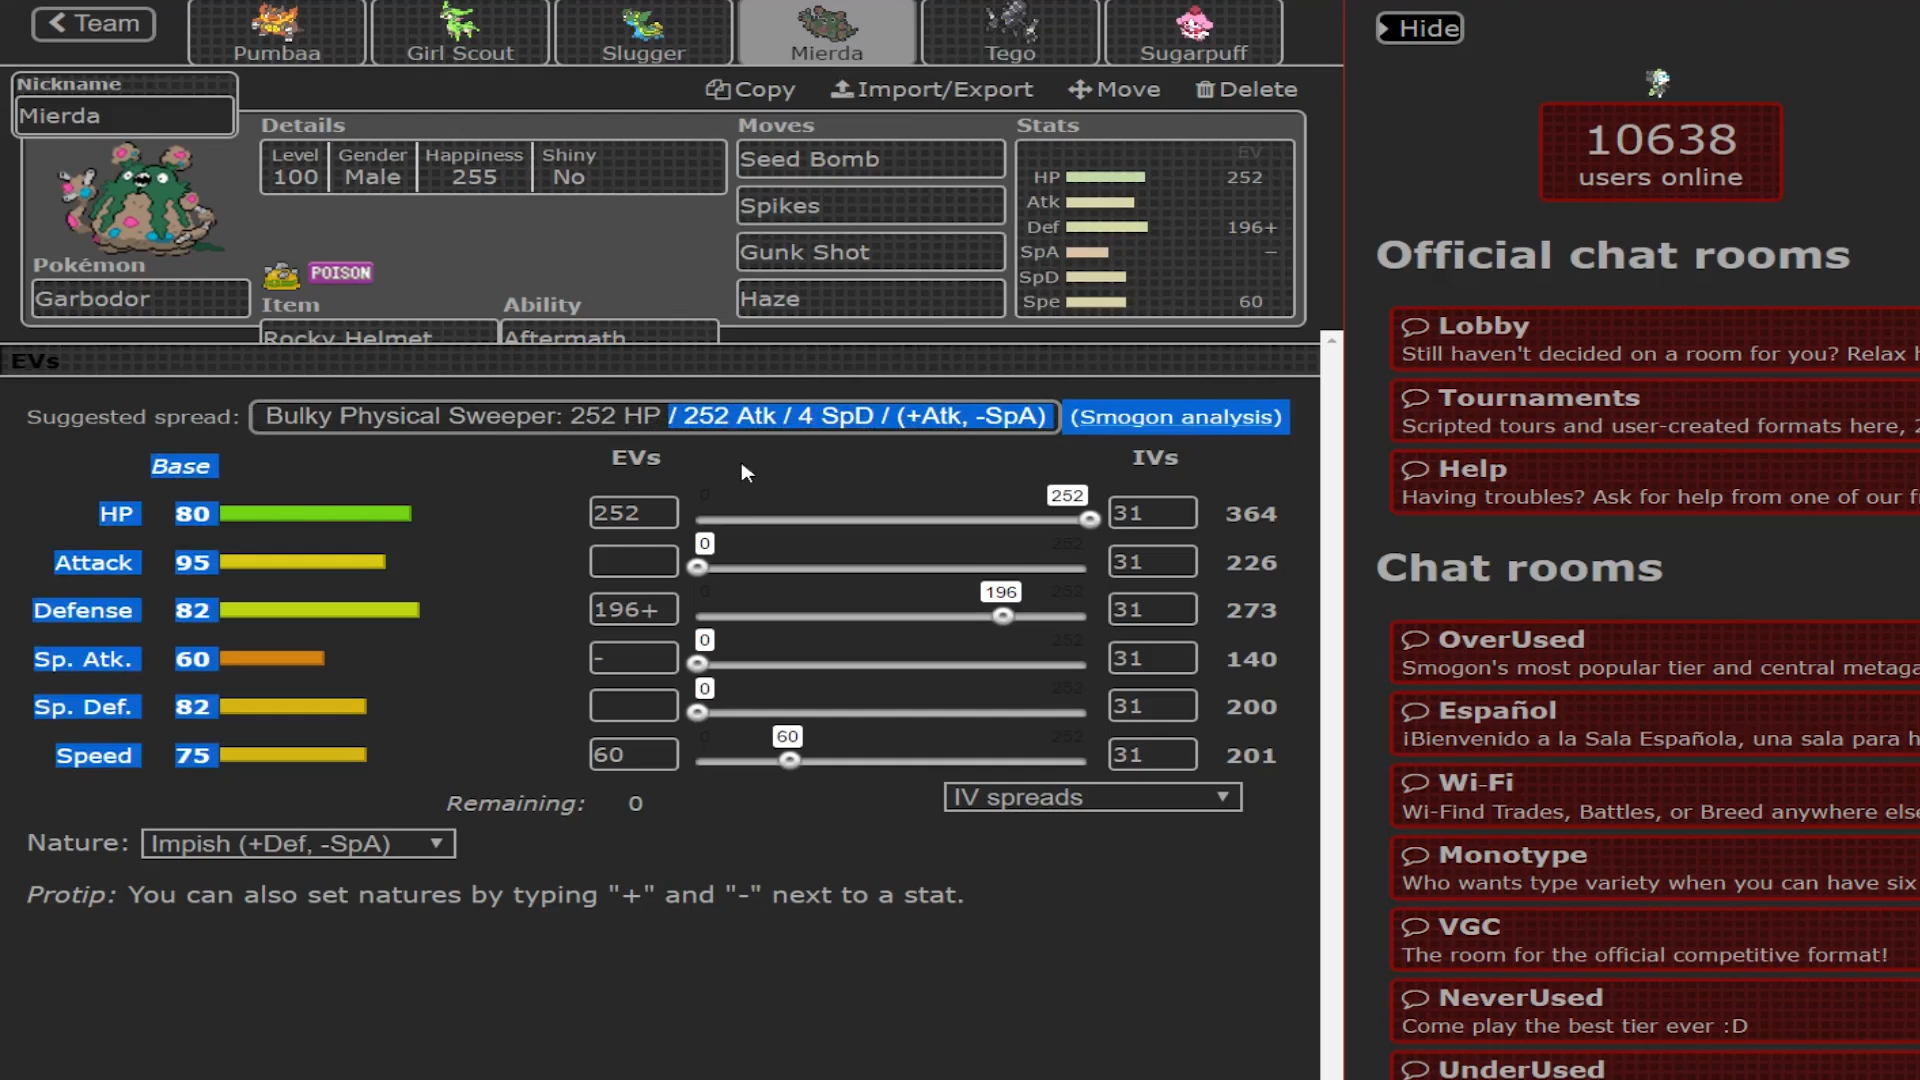 Team
Pumbaa
Girl Scout
Slugger
Mierda
Tego
Sugarpuff
Hide
Nickname
Mierda
Copy
Import/Export
Move
Delete
Details
Level
100
Gender
Male
Happiness
255
Shiny
No
POISON
Pokémon
Garbodor
Item
Rocky Helmet
Ability
Aftermath
Moves
Seed Bomb
Spikes
Gunk Shot
Haze
Stats
EV
HP 252
Atk
Def 196+
SpA −
SpD
Spe 60
EVs
Suggested spread: Bulky Physical Sweeper: 252 HP / 252 Atk / 4 SpD / (+Atk, -SpA) (Smogon analysis)
Base EVs IVs
HP 80 252 0 252 31 364
Attack 95 0 252 31 226
Defense 82 196+ 0 196 252 31 273
Sp. Atk. 60 - 0 252 31 140
Sp. Def. 82 0 252 31 200
Speed 75 60 0 60 252 31 201
Remaining: 0
IV spreads
Nature: Impish (+Def, -SpA)
Protip: You can also set natures by typing "+" and "-" next to a stat.
10638
users online
Official chat rooms
Lobby
Still haven't decided on a room for you? Relax h
Tournaments
Scripted tours and user-created formats here, 2
Help
Having troubles? Ask for help from one of our fr
Chat rooms
OverUsed
Smogon's most popular tier and central metaga
Español
¡Bienvenido a la Sala Española, una sala para h
Wi-Fi
Wi-Find Trades, Battles, or Breed anywhere else
Monotype
Who wants type variety when you can have six
VGC
The room for the official competitive format!
NeverUsed
Come play the best tier ever :D
UnderUsed